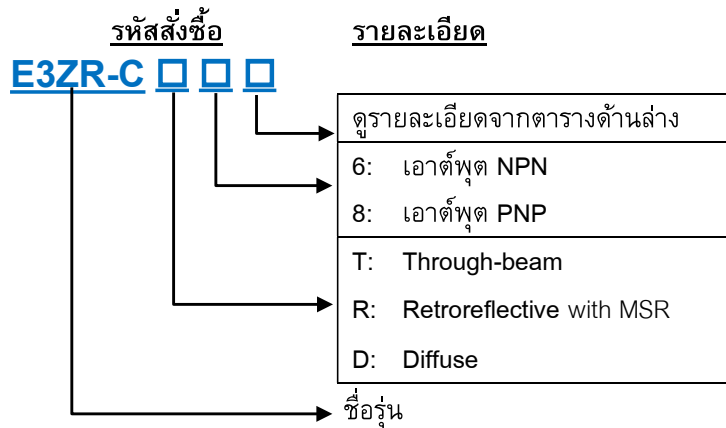 รหัสสั่งซื้อ รายละเอียด
E3ZR-C □ □ □
ดูรายละเอียดจากตารางด้านล่าง
6: เอาต์พุต NPN
8: เอาต์พุต PNP
T: Through-beam
R: Retroreflective with MSR
D: Diffuse
ชื่อรุ่น